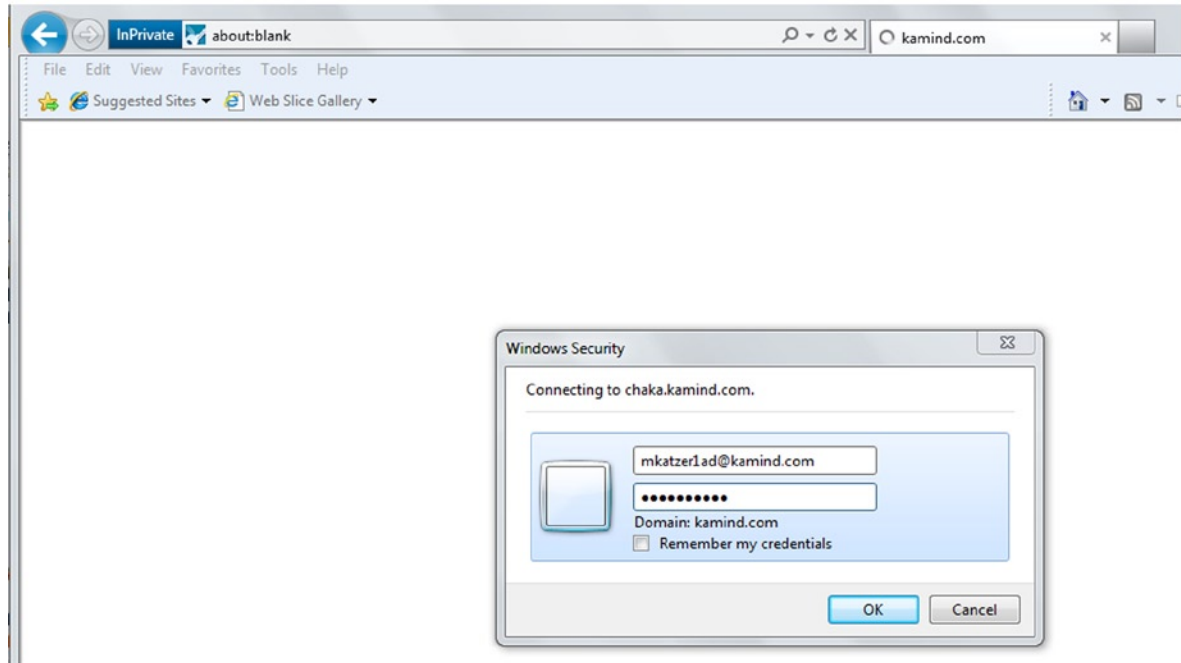 InPrivate about:blank kamind.com
File Edit View Favorites Tools Help
Suggested Sites Web Slice Gallery
Windows Security
Connecting to chaka.kamind.com.
mkatzer1ad@kamind.com
●●●●●●●●●●
Domain: kamind.com
Remember my credentials
OK Cancel